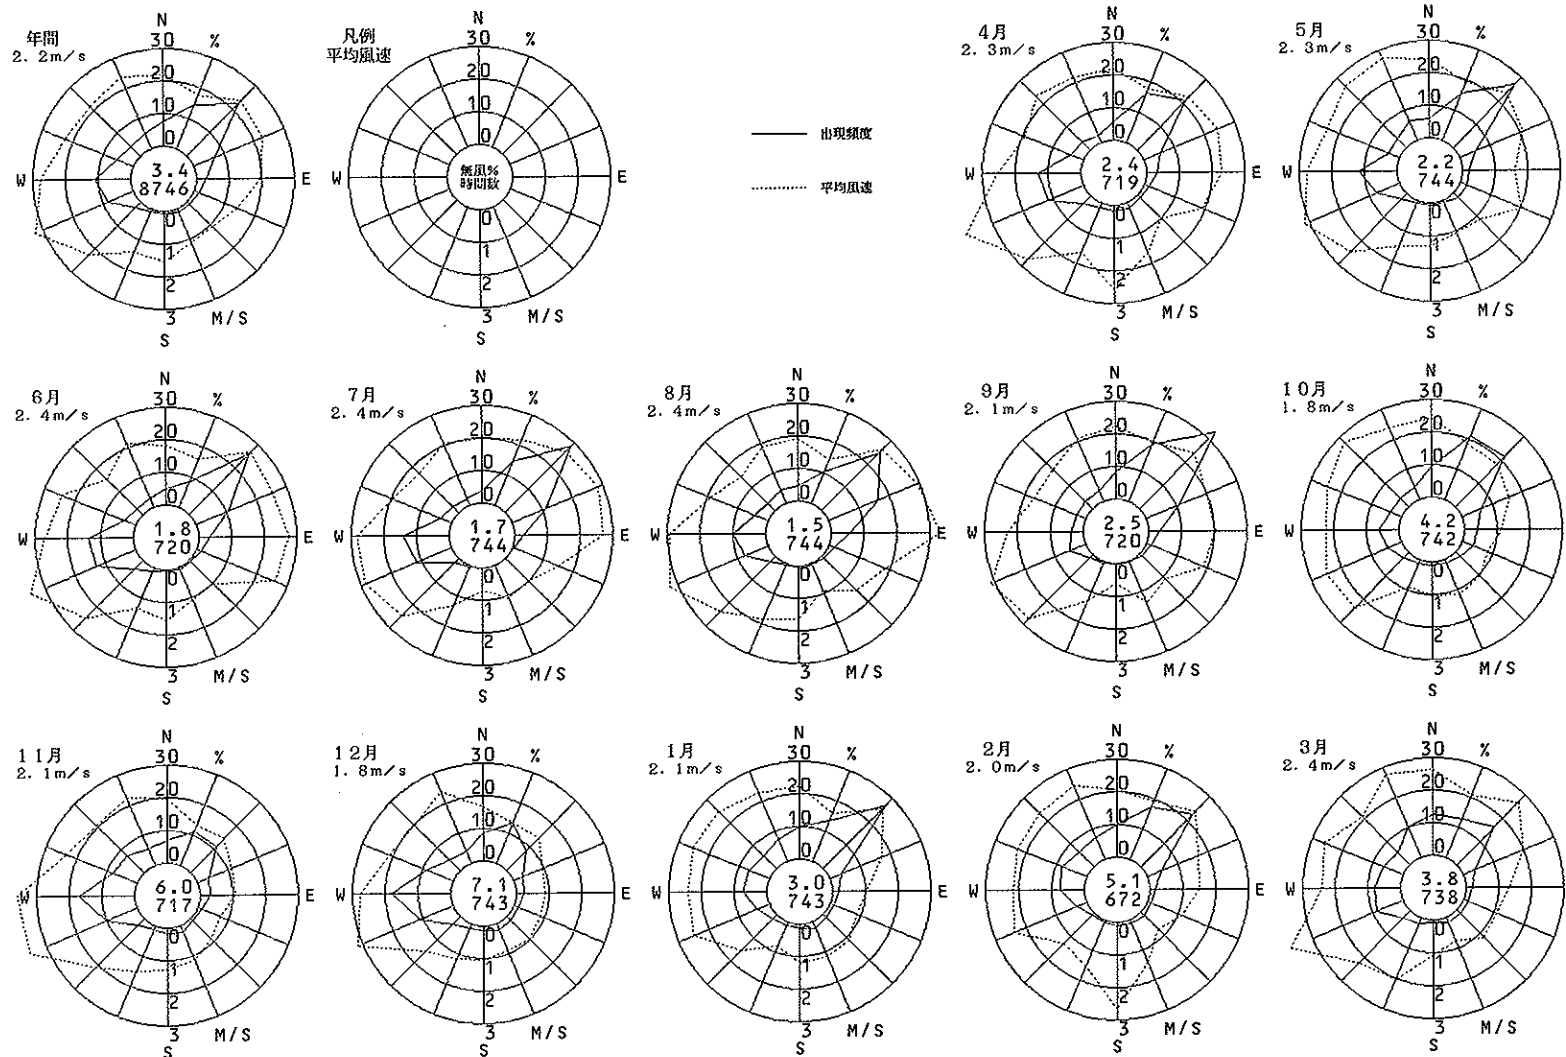 年間
2.2m/s
N
30 %
20
10
0
3.4
8746
W
E
0
1
2
3 M/S
S
凡例
平均風速
N
30 %
20
10
0
無風%
時間数
W
E
0
1
2
3 M/S
S
出現頻度
平均風速
4月
2.3m/s
N
30 %
20
10
0
2.4
719
W
E
0
1
2
3 M/S
S
5月
2.3m/s
N
30 %
20
10
0
2.2
744
W
E
0
1
2
3 M/S
S
6月
2.4m/s
N
30 %
20
10
0
1.8
720
W
E
0
1
2
3 M/S
S
7月
2.4m/s
N
30 %
20
10
0
1.7
744
W
E
0
1
2
3 M/S
S
8月
2.4m/s
N
30 %
20
10
0
1.5
744
W
E
0
1
2
3 M/S
S
9月
2.1m/s
N
30 %
20
10
0
2.5
720
W
E
0
1
2
3 M/S
S
10月
1.8m/s
N
30 %
20
10
0
4.2
742
W
E
0
1
2
3 M/S
S
11月
2.1m/s
N
30 %
20
10
0
6.0
717
W
E
0
1
2
3 M/S
S
12月
1.8m/s
N
30 %
20
10
0
7.1
743
W
E
0
1
2
3 M/S
S
1月
2.1m/s
N
30 %
20
10
0
3.0
743
W
E
0
1
2
3 M/S
S
2月
2.0m/s
N
30 %
20
10
0
5.1
672
W
E
0
1
2
3 M/S
S
3月
2.4m/s
N
30 %
20
10
0
3.8
738
W
E
0
1
2
3 M/S
S